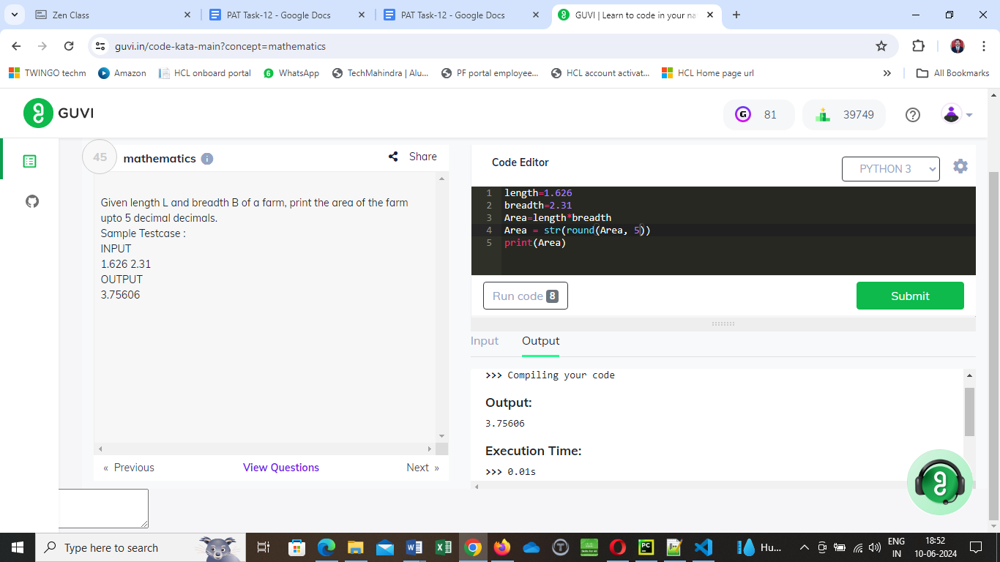 Zen Class
PAT Task-12 - Google Docs
PAT Task-12 - Google Docs
GUVI | Learn to code in your na
guvi.in/code-kata-main?concept=mathematics
TWINGO techm
Amazon
HCL onboard portal
WhatsApp
TechMahindra | Alu...
PF portal employee...
HCL account activat...
HCL Home page url
»
All Bookmarks
GUVI
81
39749
45
mathematics
Share
Given length L and breadth B of a farm, print the area of the farm
upto 5 decimal decimals.
Sample Testcase :
INPUT
1.626 2.31
OUTPUT
3.75606
« Previous
View Questions
Next »
Code Editor
PYTHON 3
1 length=1.626
2 breadth=2.31
3 Area=length*breadth
4 Area = str(round(Area, 5))
5 print(Area)
Run code 8
Submit
Input
Output
>>> Compiling your code
Output:
3.75606
Execution Time:
>>> 0.01s
Type here to search
Hu...
ENG
IN
18:52
10-06-2024